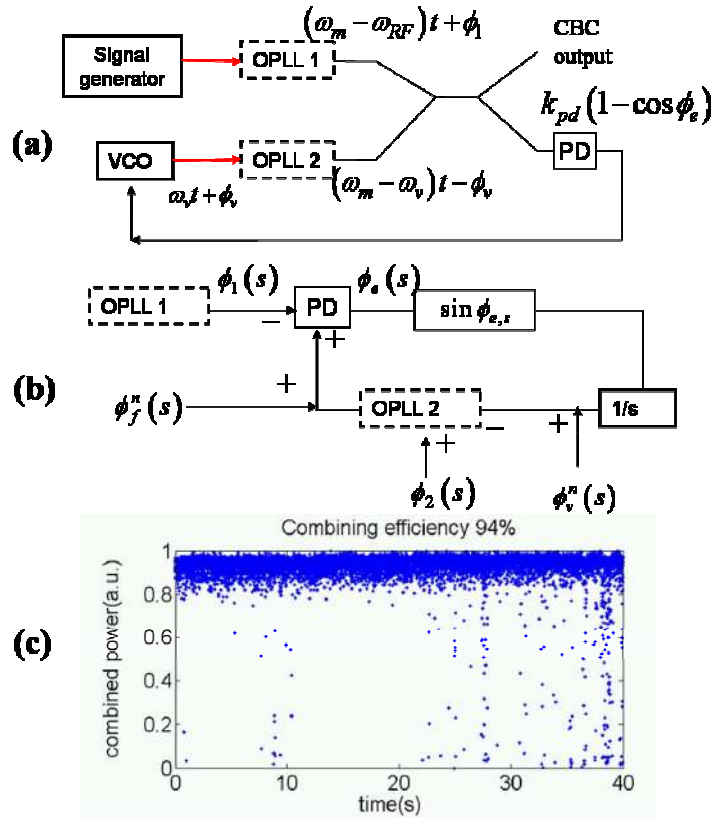 (ω_m − ω_RF)t + ϕ_1
CBC
output
Signal
generator
OPLL 1
k_pd(1 − cos ϕ_e)
(a)
VCO
OPLL 2
PD
ω_v t + ϕ_v
(ω_m − ω_v)t − ϕ_v
ϕ_1(s)
ϕ_e(s)
OPLL 1
−
PD
sin ϕ_{e,s}
+
(b)
+
ϕ_f^n(s)
OPLL 2
−
+
1/s
+
ϕ_2(s)
ϕ_v^n(s)
Combining efficiency 94%
(c)
combined power(a.u.)
1
0.8
0.6
0.4
0.2
0
0 10 20 30 40
time(s)